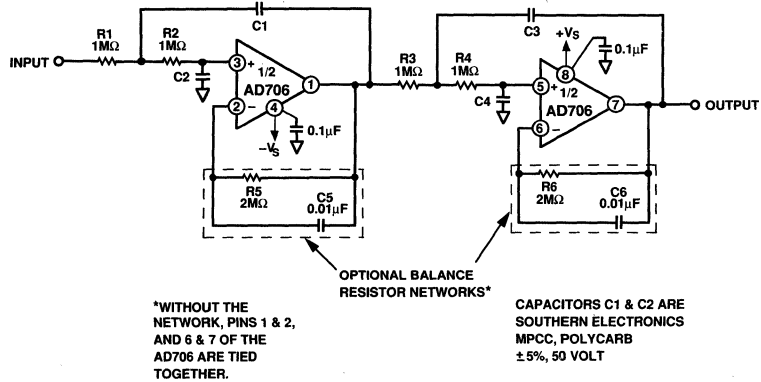 INPUT
R1
1MΩ
R2
1MΩ
C1
C2
3
+
1/2
AD706
2
−
1
4
0.1μF
−VS
R5
2MΩ
C5
0.01μF
R3
1MΩ
R4
1MΩ
C3
C4
+VS
8
0.1μF
5
+
1/2
AD706
6
−
7
OUTPUT
R6
2MΩ
C6
0.01μF
OPTIONAL BALANCE
RESISTOR NETWORKS*
*WITHOUT THE
NETWORK, PINS 1 & 2,
AND 6 & 7 OF THE
AD706 ARE TIED
TOGETHER.
CAPACITORS C1 & C2 ARE
SOUTHERN ELECTRONICS
MPCC, POLYCARB
±5%, 50 VOLT